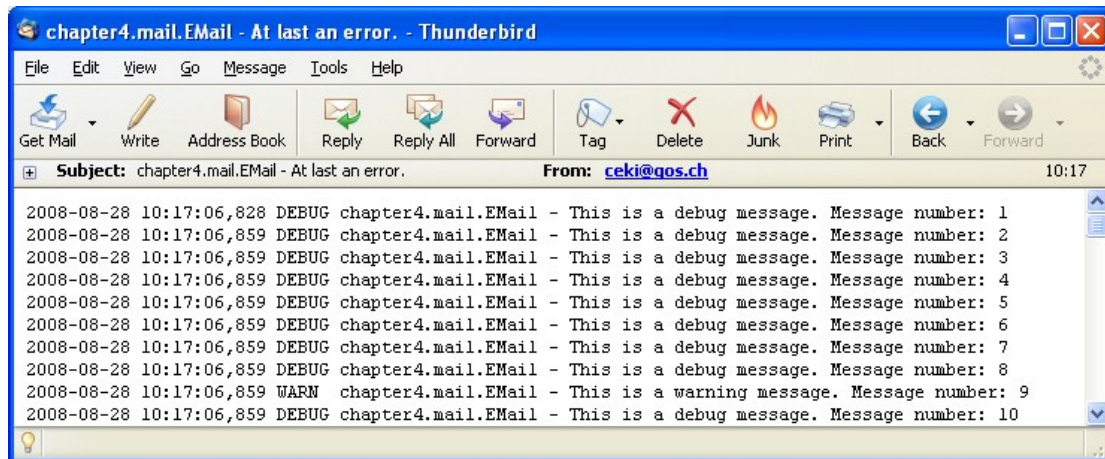 chapter4.mail.EMail - At last an error. - Thunderbird
File Edit View Go Message Tools Help
Get Mail Write Address Book Reply Reply All Forward Tag Delete Junk Print Back Forward
Subject: chapter4.mail.EMail - At last an error. From: ceki@qos.ch 10:17
2008-08-28 10:17:06,828 DEBUG chapter4.mail.EMail - This is a debug message. Message number: 1
2008-08-28 10:17:06,859 DEBUG chapter4.mail.EMail - This is a debug message. Message number: 2
2008-08-28 10:17:06,859 DEBUG chapter4.mail.EMail - This is a debug message. Message number: 3
2008-08-28 10:17:06,859 DEBUG chapter4.mail.EMail - This is a debug message. Message number: 4
2008-08-28 10:17:06,859 DEBUG chapter4.mail.EMail - This is a debug message. Message number: 5
2008-08-28 10:17:06,859 DEBUG chapter4.mail.EMail - This is a debug message. Message number: 6
2008-08-28 10:17:06,859 DEBUG chapter4.mail.EMail - This is a debug message. Message number: 7
2008-08-28 10:17:06,859 DEBUG chapter4.mail.EMail - This is a debug message. Message number: 8
2008-08-28 10:17:06,859 WARN  chapter4.mail.EMail - This is a warning message. Message number: 9
2008-08-28 10:17:06,859 DEBUG chapter4.mail.EMail - This is a debug message. Message number: 10